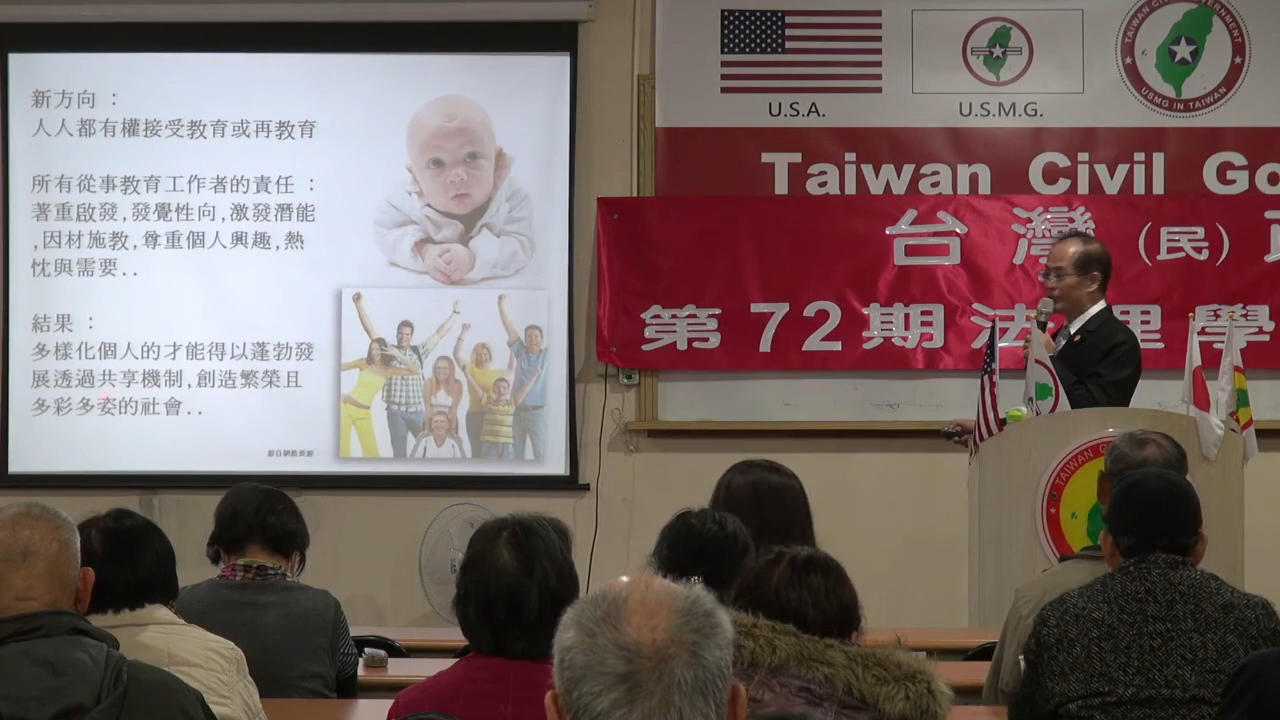 新方向 :
人人都有權接受教育或再教育
所有從事教育工作者的責任 :
著重啟發,發覺性向,激發潛能
,因材施教,尊重個人興趣,熱
忱與需要..
結果 :
多樣化個人的才能得以蓬勃發
展透過共享機制,創造繁榮且
多彩多姿的社會..
U.S.A.
U.S.M.G.
USMG IN TAIWAN
Taiwan Civil Go
台灣(民)
第72期法理學
TAIWAN